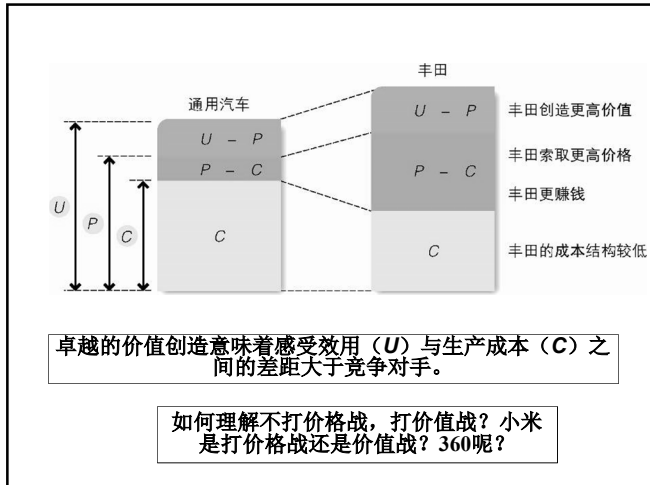 丰田
通用汽车
U – P
丰田创造更高价值
U – P
丰田索取更高价格
P – C
P – C
丰田更赚钱
U
P
C
C
C
丰田的成本结构较低
卓越的价值创造意味着感受效用（U）与生产成本（C）之
间的差距大于竞争对手。
如何理解不打价格战，打价值战？小米
是打价格战还是价值战？360呢？